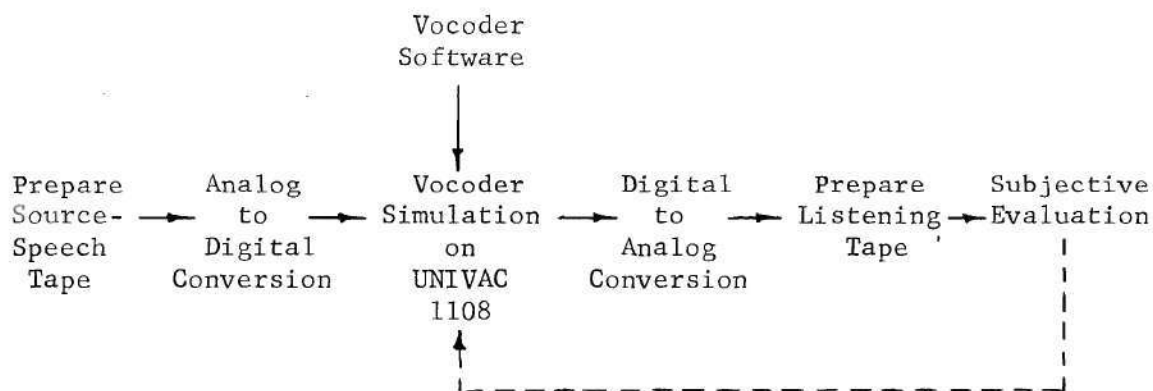 Vocoder
Software
Prepare
Source-
Speech
Tape
Analog
to
Digital
Conversion
Vocoder
Simulation
on
UNIVAC
1108
Digital
to
Analog
Conversion
Prepare
Listening
Tape
Subjective
Evaluation